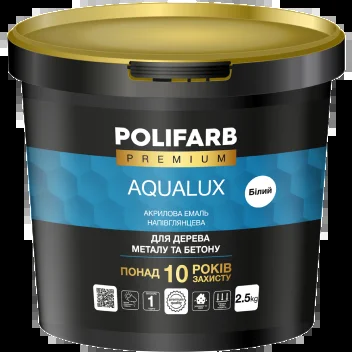 POLIFARB
PREMIUM
AQUALUX
Білий
АКРИЛОВА ЕМАЛЬ
НАПІВГЛЯНЦЕВА
ДЛЯ ДЕРЕВА
МЕТАЛУ ТА БЕТОНУ
ПОНАД 10 РОКІВ
ЗАХИСТУ
1
2.5kg